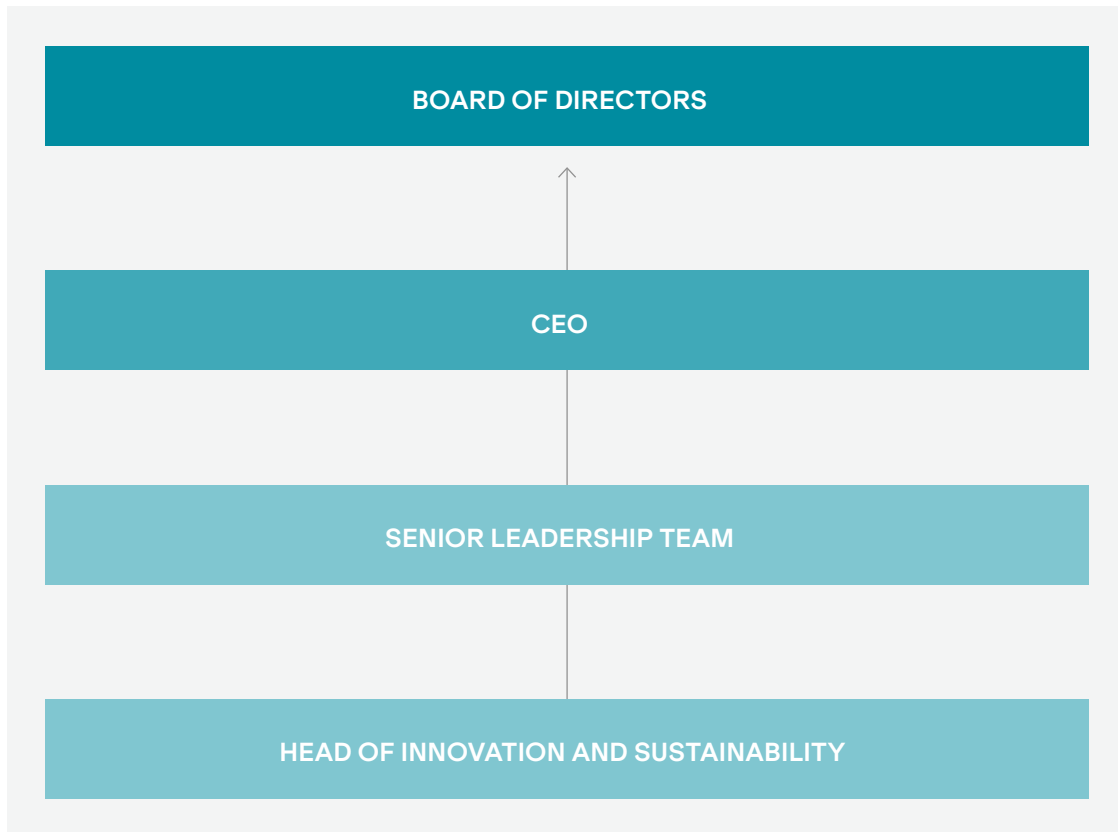 BOARD OF DIRECTORS
CEO
SENIOR LEADERSHIP TEAM
HEAD OF INNOVATION AND SUSTAINABILITY